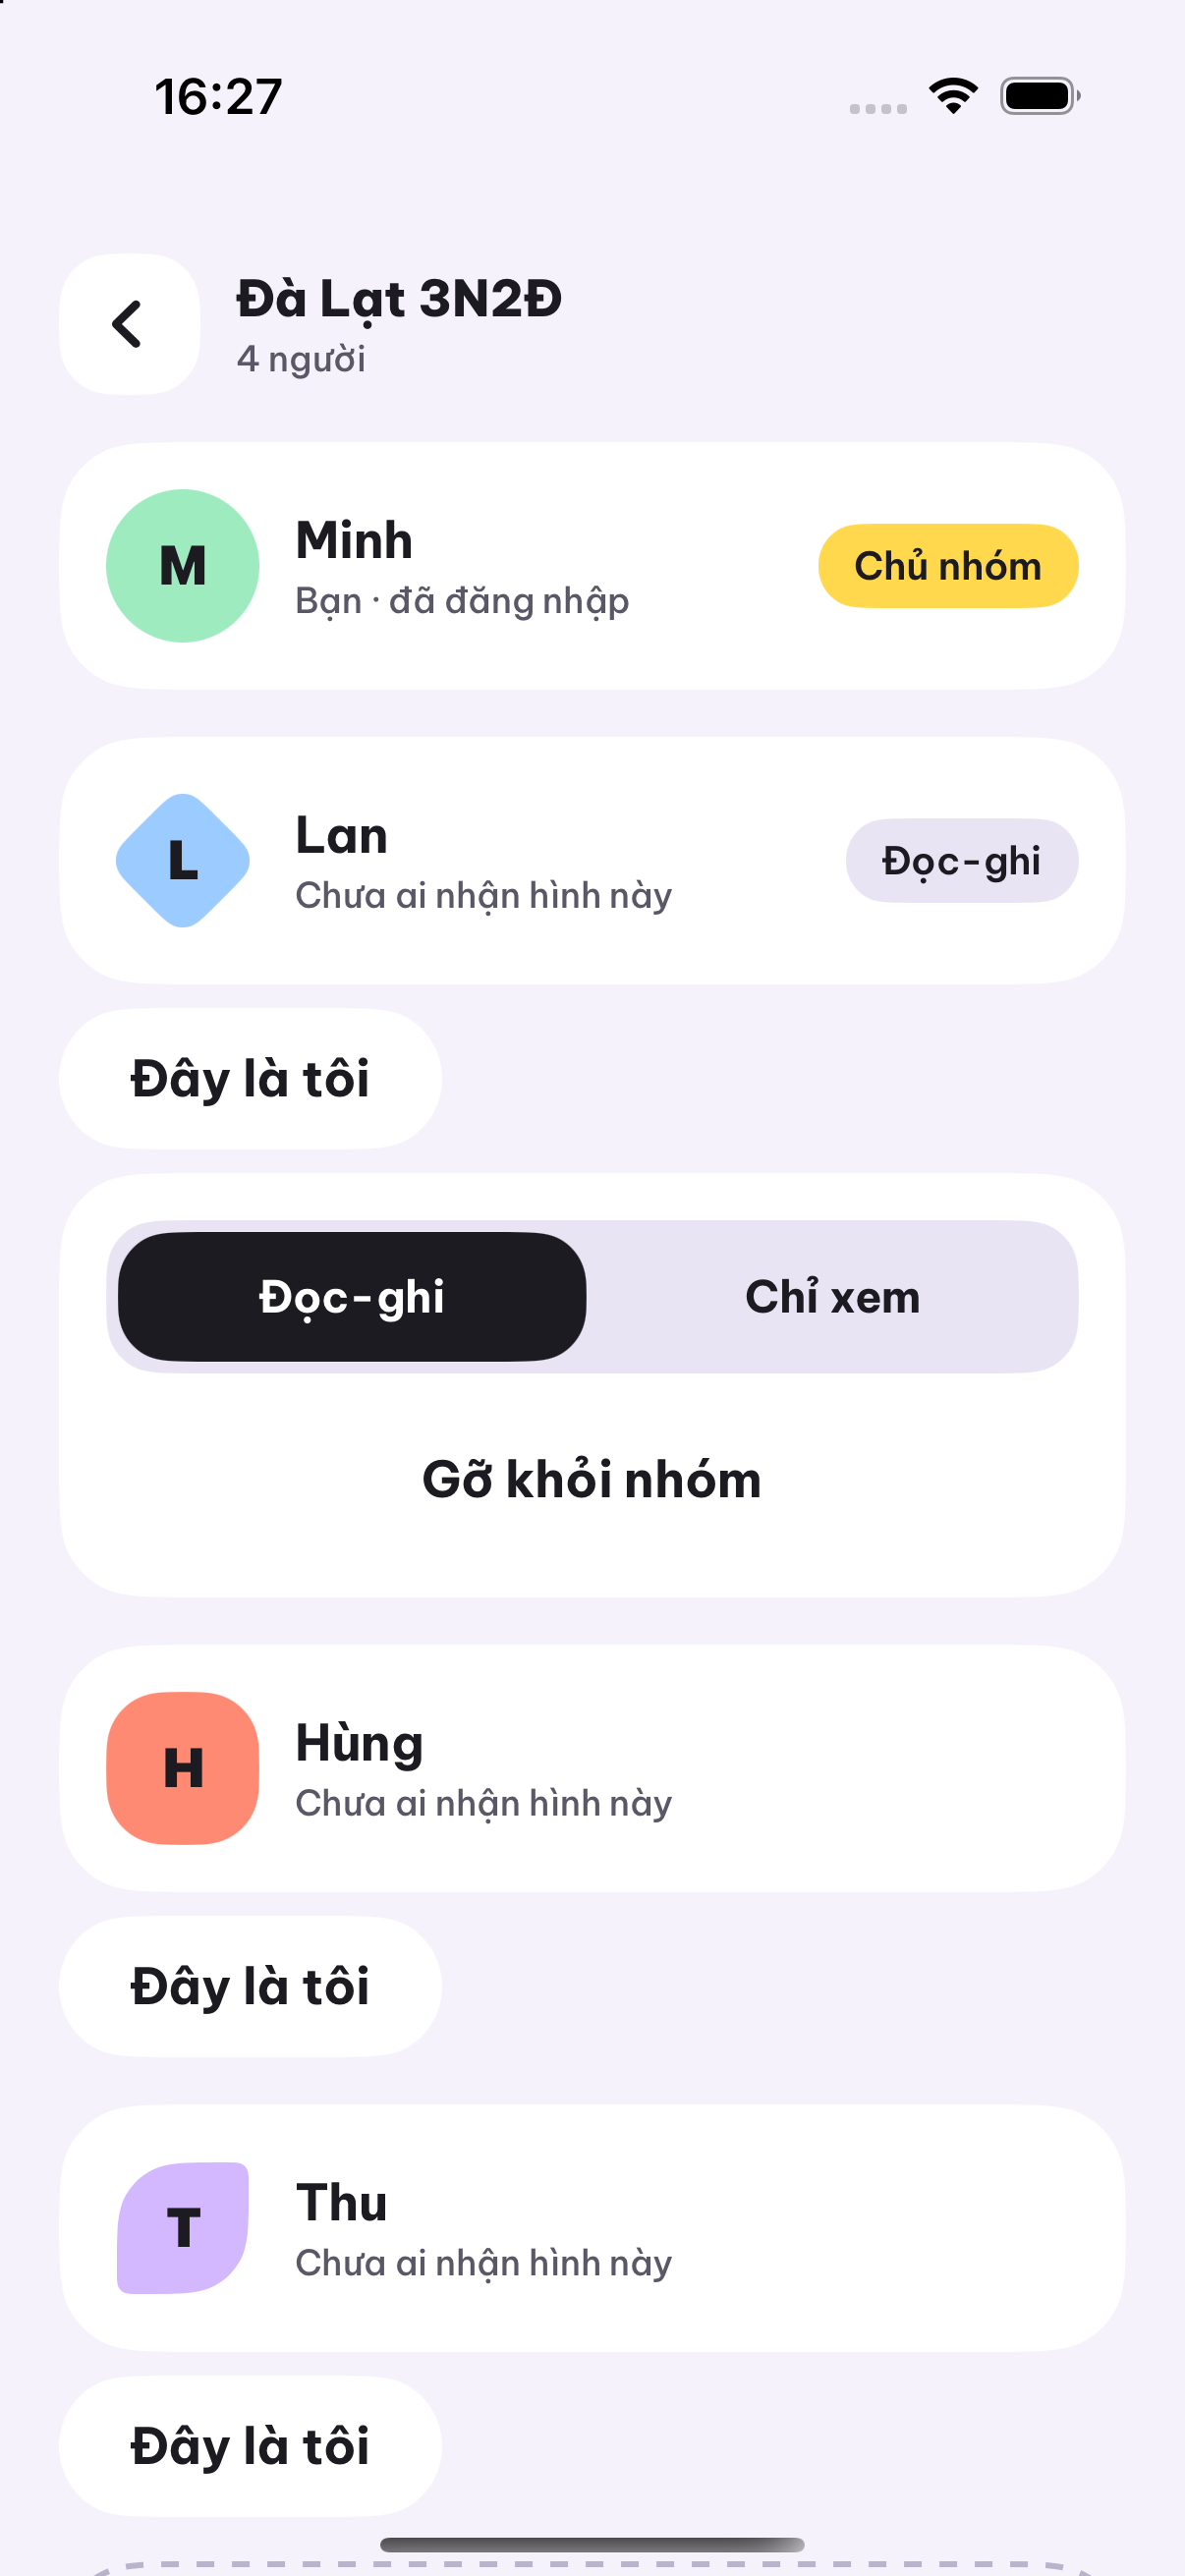 16:27
Đà Lạt 3N2Đ
4 người
M
Minh
Bạn · đã đăng nhập
Chủ nhóm
L
Lan
Chưa ai nhận hình này
Đọc-ghi
Đây là tôi
Đọc-ghi
Chỉ xem
Gỡ khỏi nhóm
H
Hùng
Chưa ai nhận hình này
Đây là tôi
T
Thu
Chưa ai nhận hình này
Đây là tôi